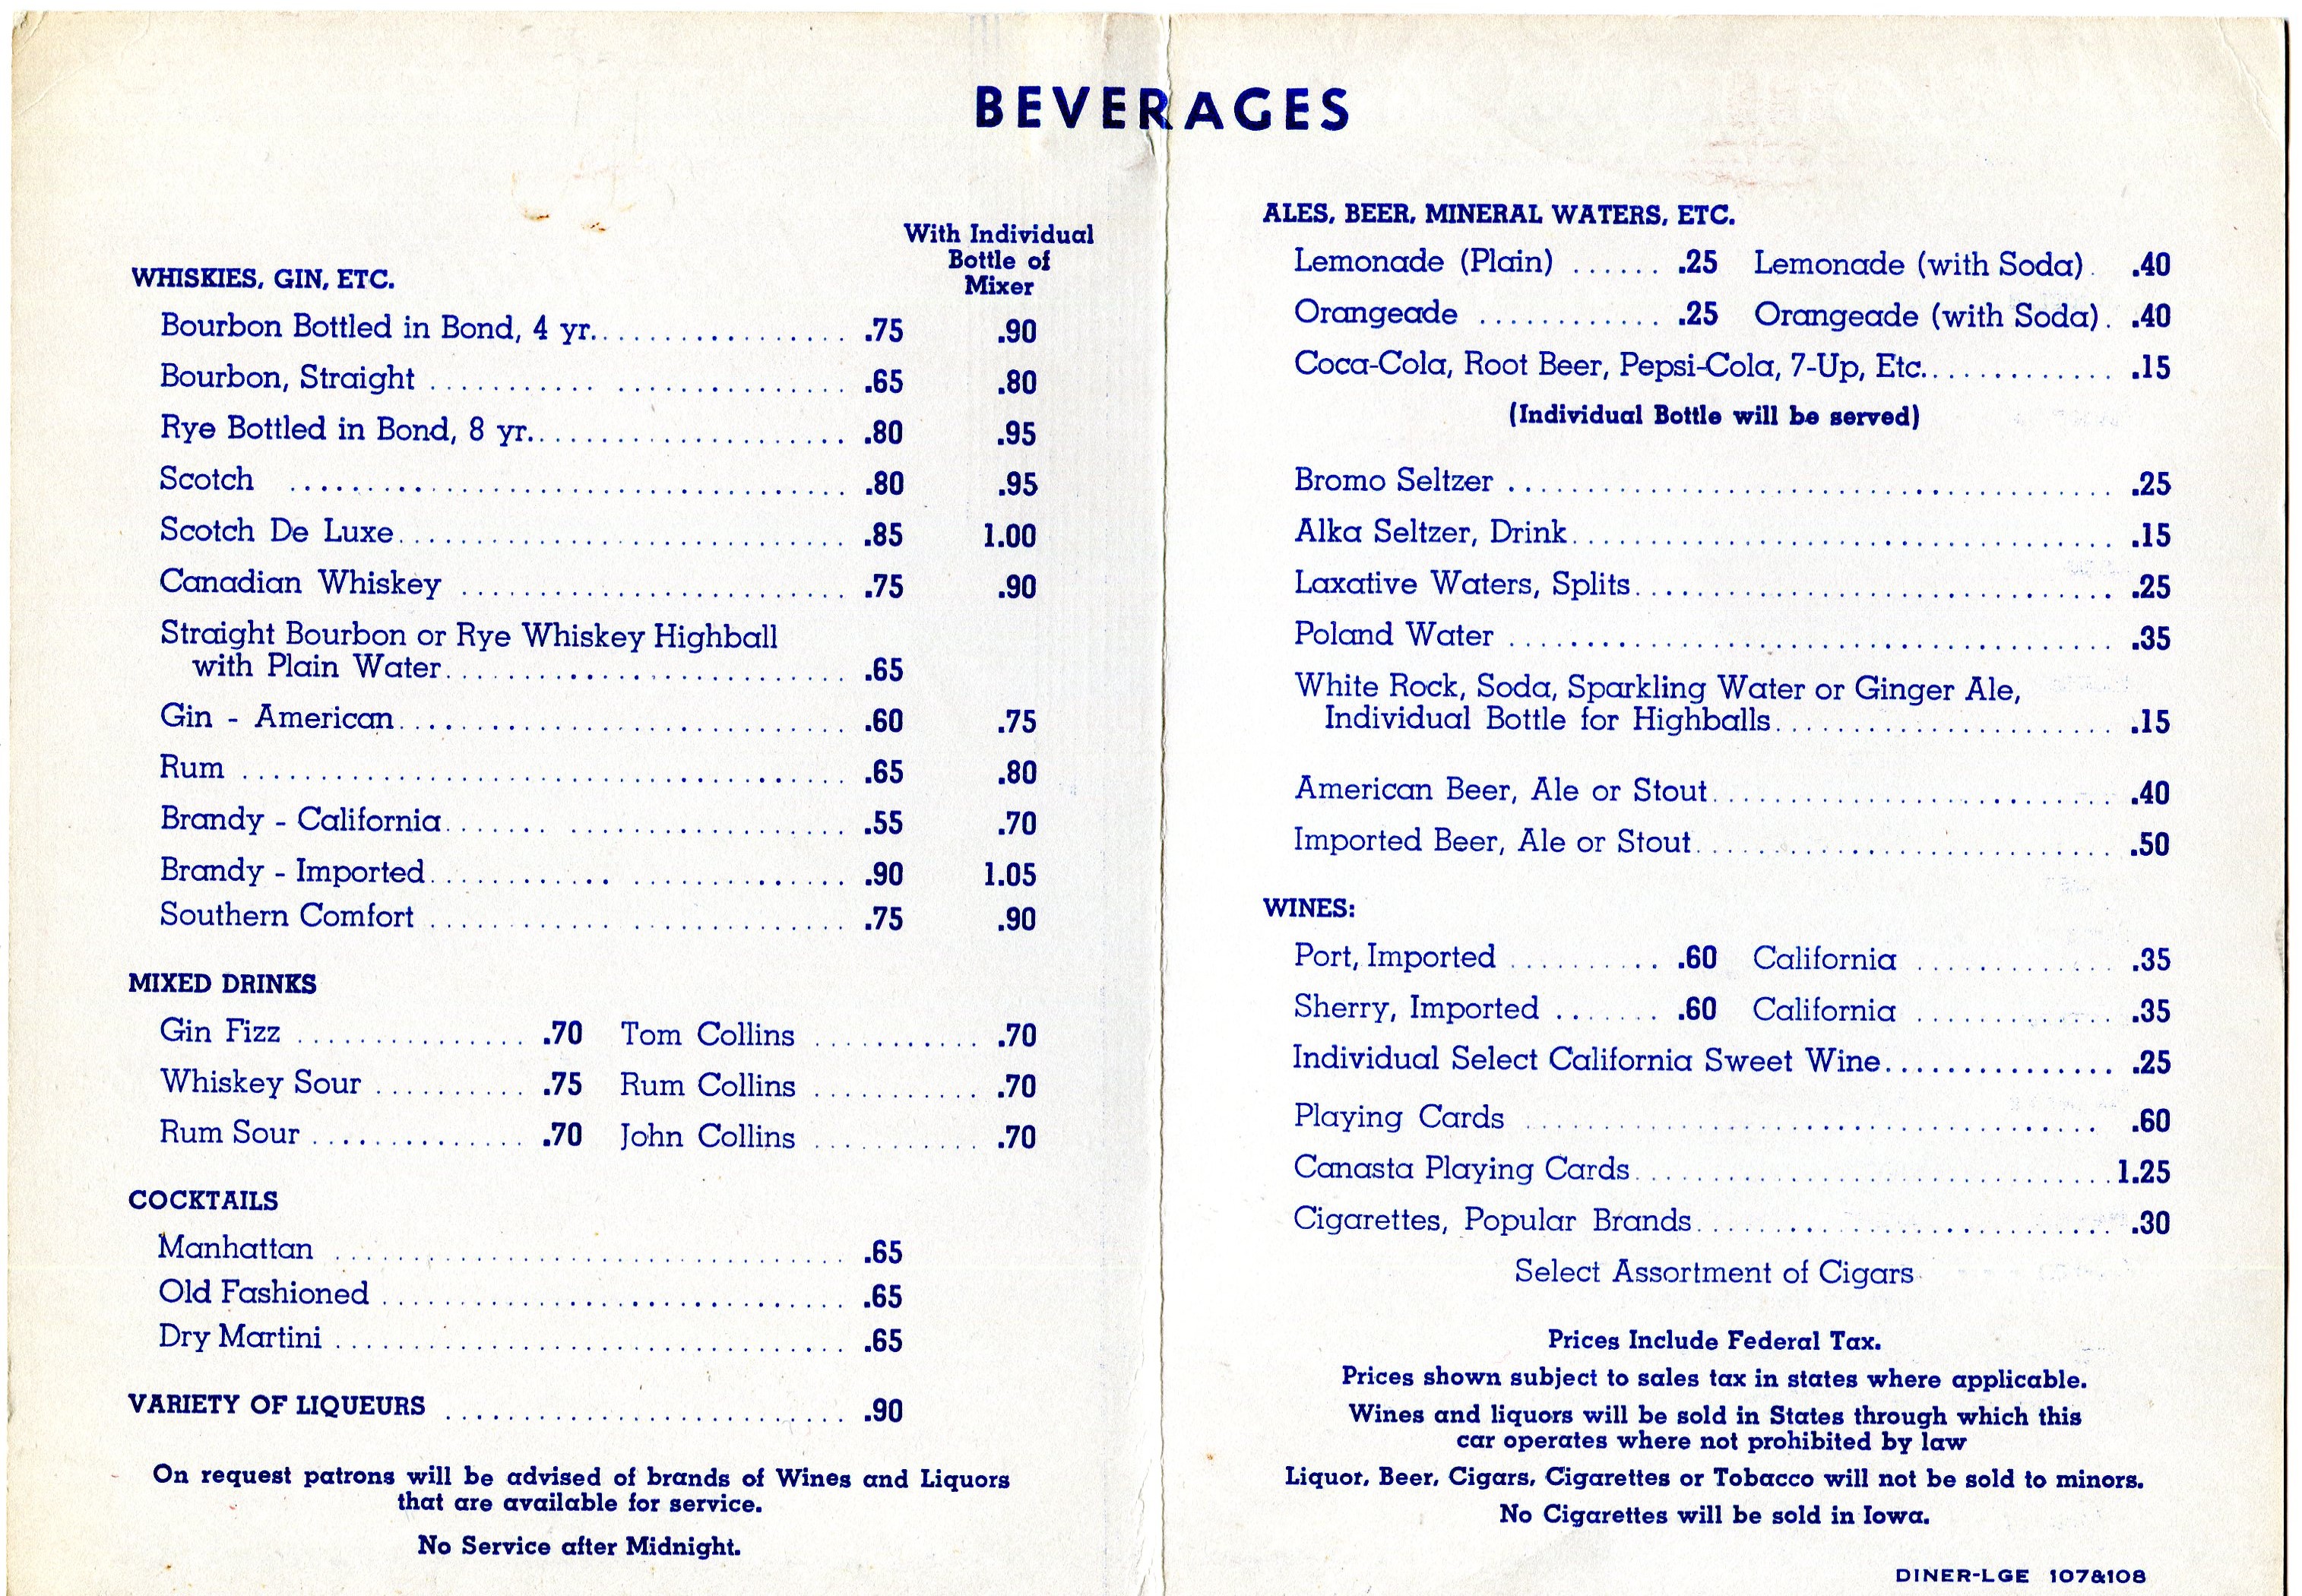 BEVERAGES
With Individual
Bottle of
Mixer
WHISKIES, GIN, ETC.
Bourbon Bottled in Bond, 4 yr. .75 .90
Bourbon, Straight .65 .80
Rye Bottled in Bond, 8 yr. .80 .95
Scotch .80 .95
Scotch De Luxe .85 1.00
Canadian Whiskey .75 .90
Straight Bourbon or Rye Whiskey Highball
with Plain Water .65
Gin - American .60 .75
Rum .65 .80
Brandy - California .55 .70
Brandy - Imported .90 1.05
Southern Comfort .75 .90
MIXED DRINKS
Gin Fizz .70 Tom Collins .70
Whiskey Sour .75 Rum Collins .70
Rum Sour .70 John Collins .70
COCKTAILS
Manhattan .65
Old Fashioned .65
Dry Martini .65
VARIETY OF LIQUEURS .90
On request patrons will be advised of brands of Wines and Liquors
that are available for service.
No Service after Midnight.
ALES, BEER, MINERAL WATERS, ETC.
Lemonade (Plain) .25 Lemonade (with Soda) .40
Orangeade .25 Orangeade (with Soda) .40
Coca-Cola, Root Beer, Pepsi-Cola, 7-Up, Etc. .15
(Individual Bottle will be served)
Bromo Seltzer .25
Alka Seltzer, Drink .15
Laxative Waters, Splits .25
Poland Water .35
White Rock, Soda, Sparkling Water or Ginger Ale,
Individual Bottle for Highballs .15
American Beer, Ale or Stout .40
Imported Beer, Ale or Stout .50
WINES:
Port, Imported .60 California .35
Sherry, Imported .60 California .35
Individual Select California Sweet Wine .25
Playing Cards .60
Canasta Playing Cards 1.25
Cigarettes, Popular Brands .30
Select Assortment of Cigars
Prices Include Federal Tax.
Prices shown subject to sales tax in states where applicable.
Wines and liquors will be sold in States through which this
car operates where not prohibited by law
Liquor, Beer, Cigars, Cigarettes or Tobacco will not be sold to minors.
No Cigarettes will be sold in Iowa.
DINER-LGE 107&108